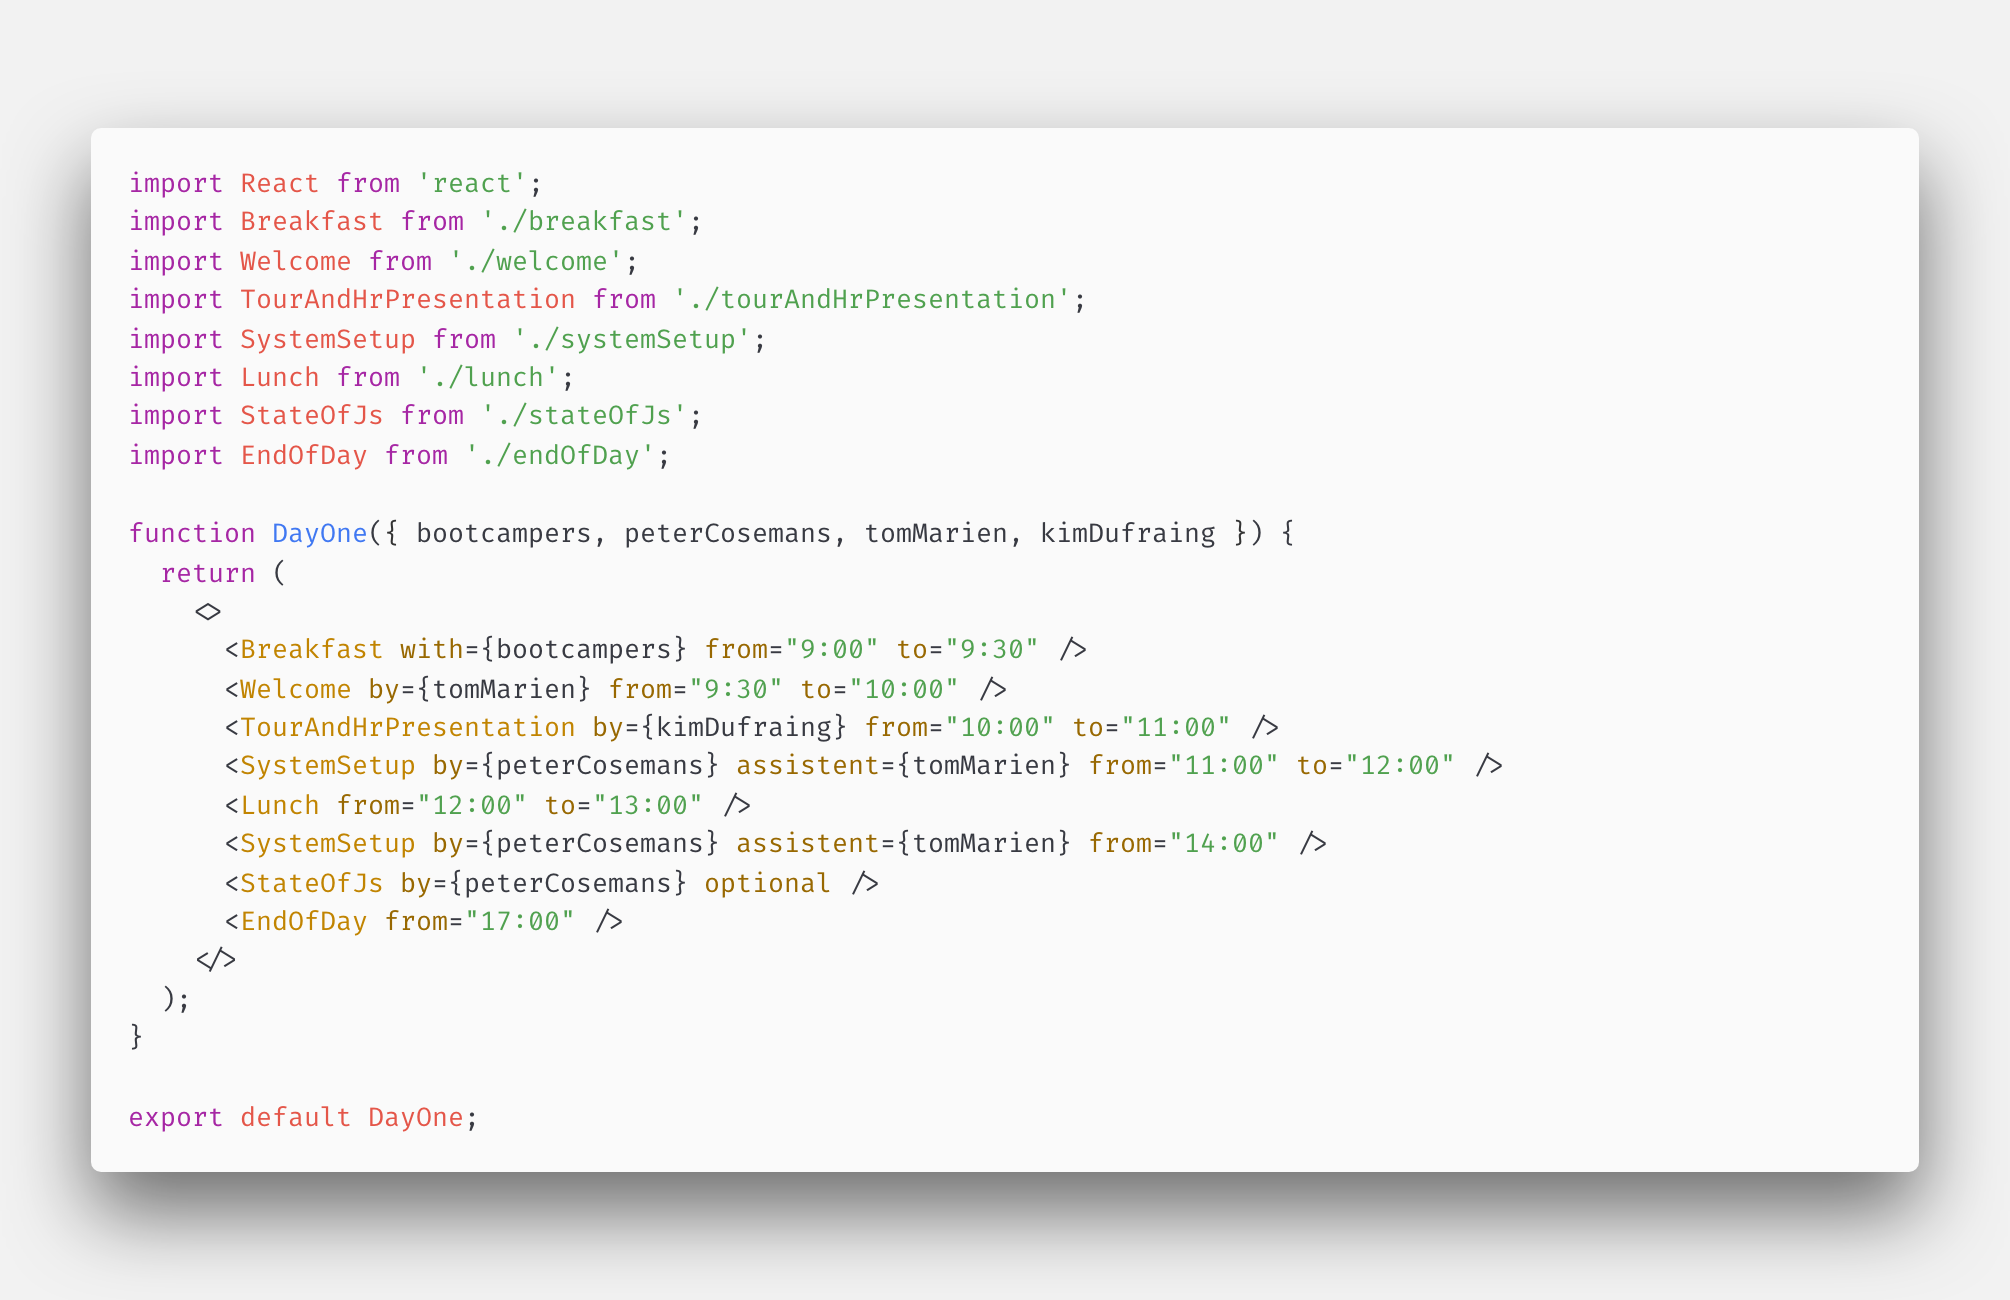 import React from 'react';
import Breakfast from './breakfast';
import Welcome from './welcome';
import TourAndHrPresentation from './tourAndHrPresentation';
import SystemSetup from './systemSetup';
import Lunch from './lunch';
import StateOfJs from './stateOfJs';
import EndOfDay from './endOfDay';

function DayOne({ bootcampers, peterCosemans, tomMarien, kimDufraing }) {
  return (
    <>
      <Breakfast with={bootcampers} from="9:00" to="9:30" />
      <Welcome by={tomMarien} from="9:30" to="10:00" />
      <TourAndHrPresentation by={kimDufraing} from="10:00" to="11:00" />
      <SystemSetup by={peterCosemans} assistent={tomMarien} from="11:00" to="12:00" />
      <Lunch from="12:00" to="13:00" />
      <SystemSetup by={peterCosemans} assistent={tomMarien} from="14:00" />
      <StateOfJs by={peterCosemans} optional />
      <EndOfDay from="17:00" />
    </>
  );
}

export default DayOne;